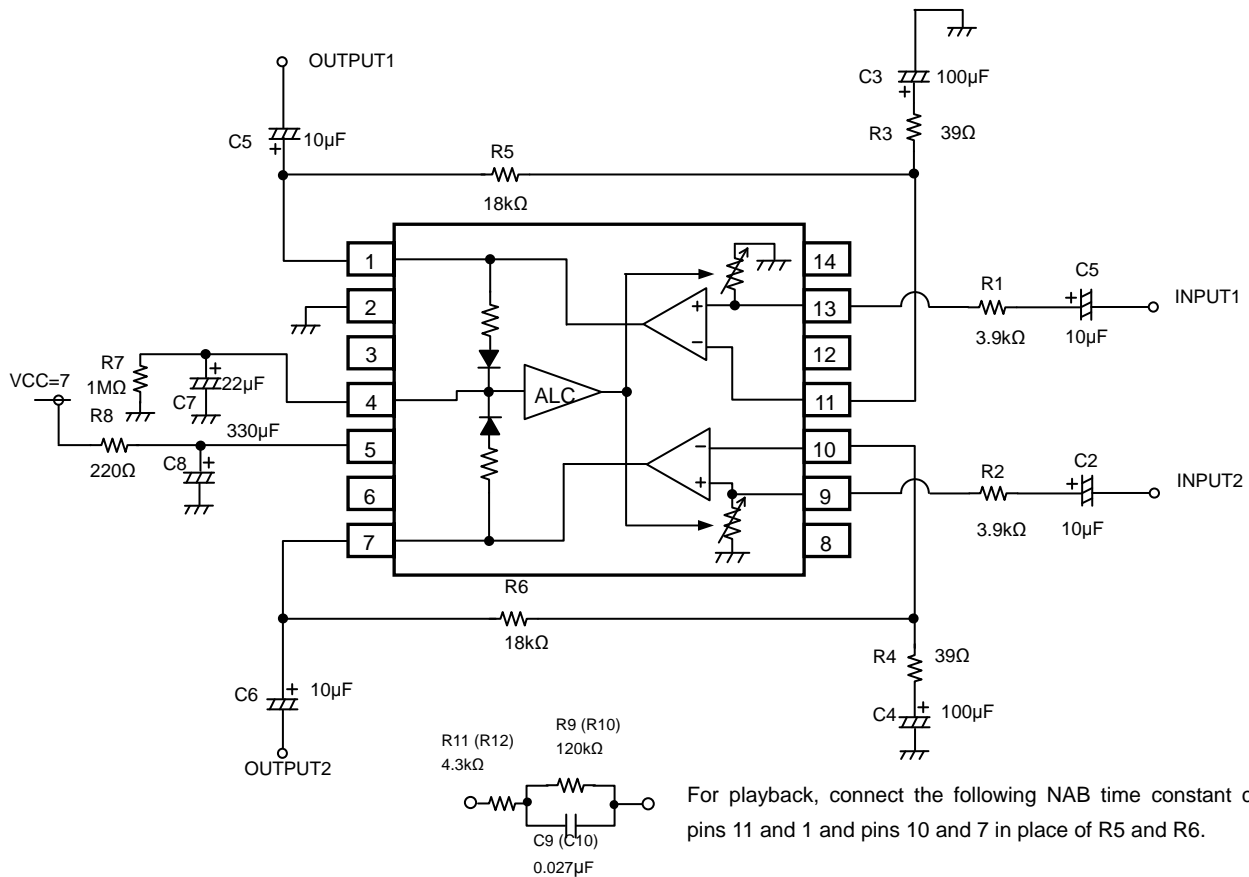 OUTPUT1
C3
100µF
C5
10µF
R3
39Ω
R5
18kΩ
1
14
2
13
R1
C5
INPUT1
3.9kΩ
10µF
3
12
R7
1MΩ
C7
22µF
VCC=7
4
ALC
11
R8
220Ω
C8
330µF
5
10
R2
C2
INPUT2
3.9kΩ
10µF
6
9
7
8
+
−
−
+
R6
18kΩ
R4
39Ω
C6
10µF
C4
100µF
OUTPUT2
R11 (R12)
4.3kΩ
R9 (R10)
120kΩ
C9 (C10)
0.027µF
For playback, connect the following NAB time constant
pins 11 and 1 and pins 10 and 7 in place of R5 and R6.